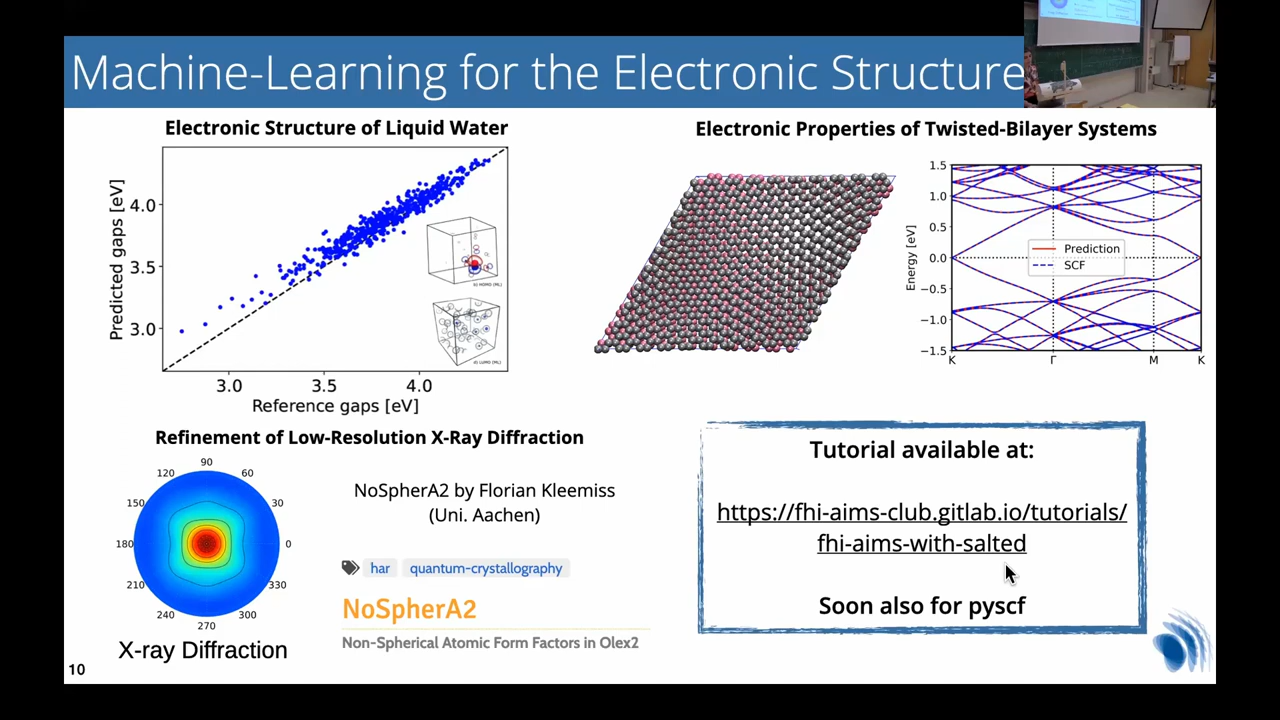 Machine-Learning for the Electronic Structure
Electronic Structure of Liquid Water
Predicted gaps [eV]
4.0
3.5
3.0
b) HOMO (ML)
d) LUMO (ML)
3.0 3.5 4.0
Reference gaps [eV]
Electronic Properties of Twisted-Bilayer Systems
Energy [eV]
1.5
1.0
0.5
0.0
−0.5
−1.0
−1.5
Prediction
SCF
K Γ M K
Refinement of Low-Resolution X-Ray Diffraction
90
120 60
150 30
180 0
210 330
240 300
270
X-ray Diffraction
NoSpherA2 by Florian Kleemiss
(Uni. Aachen)
har quantum-crystallography
NoSpherA2
Non-Spherical Atomic Form Factors in Olex2
Tutorial available at:
https://fhi-aims-club.gitlab.io/tutorials/
fhi-aims-with-salted
Soon also for pyscf
10